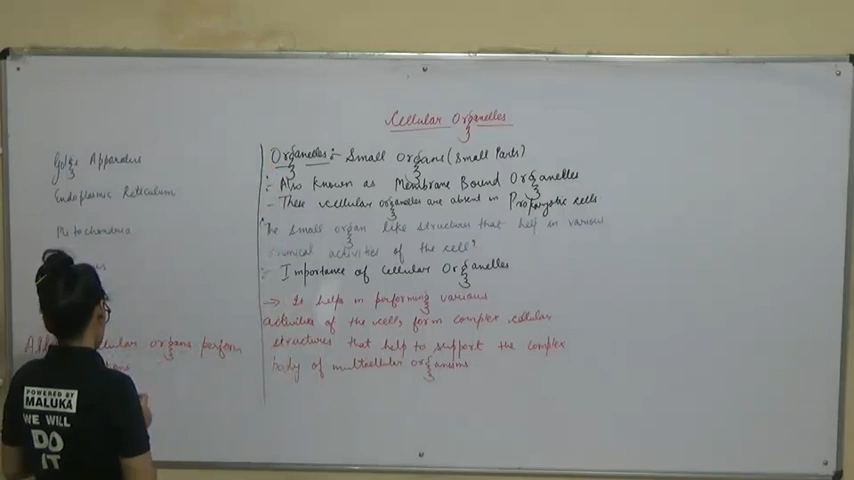 Cellular Organelles
Golgi Apparatus
Endoplasmic Reticulum
Mitochondria
cellular organs perform
Organelles:- Small Organs (Small Parts)
:- Also Known as Membrane Bound Organelles
- These cellular organelles are absent in Prokaryotic cells
The small organ like structures that help in various
chemical activities of the cell.
:- Importance of Cellular Organelles
→ It helps in performing various
activities of the cell, form complex cellular
structures that help to support the complex
body of multicellular organisms
POWERED BY
MALUKA
WE WILL
DO
IT